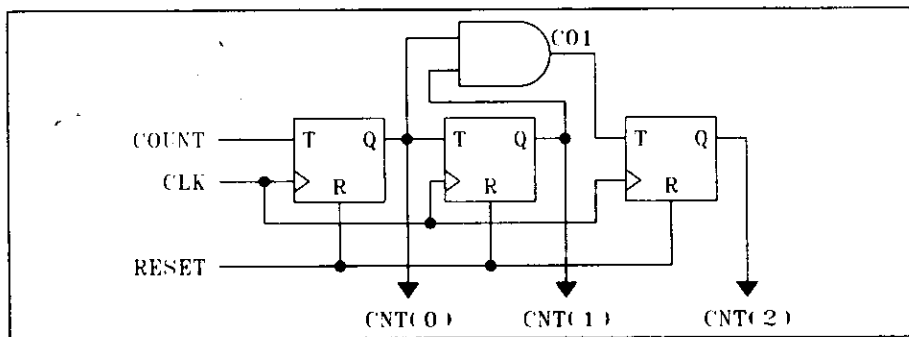 CO1
COUNT T Q T Q T Q
CLK R R R
RESET
CNT(0) CNT(1) CNT(2)